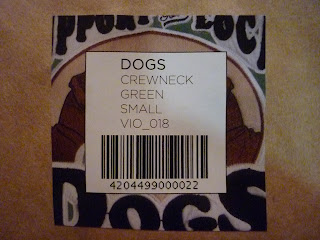 DOGS
CREWNECK
GREEN
SMALL
VIO_018
4204499000022
DOGS